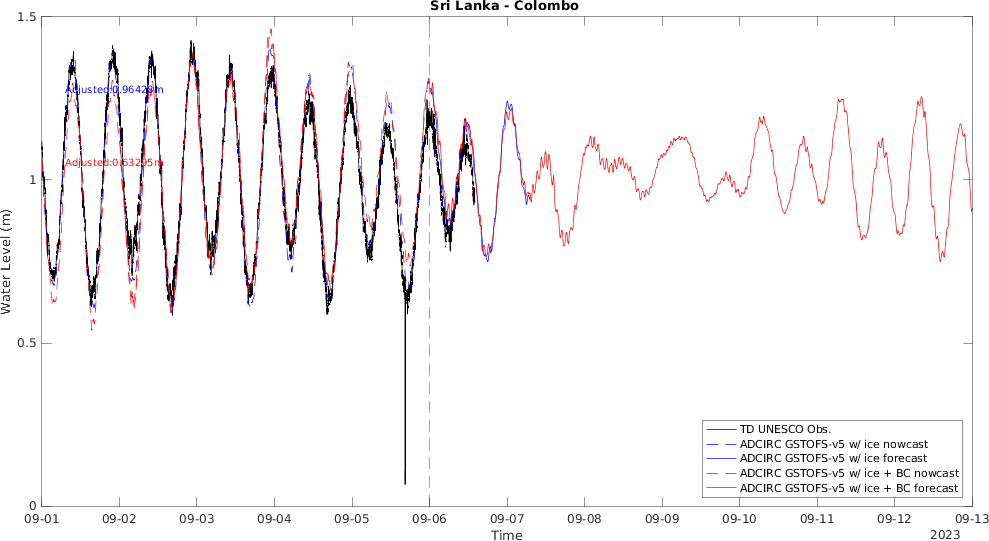 Sri Lanka - Colombo
1.5
Adjusted:0.96428m
Adjusted:0.63295m
1
Water Level (m)
0.5
TD UNESCO Obs.
ADCIRC GSTOFS-v5 w/ ice nowcast
ADCIRC GSTOFS-v5 w/ ice forecast
ADCIRC GSTOFS-v5 w/ ice + BC nowcast
ADCIRC GSTOFS-v5 w/ ice + BC forecast
0
09-01 09-02 09-03 09-04 09-05 09-06 09-07 09-08 09-09 09-10 09-11 09-12 09-13
Time
2023